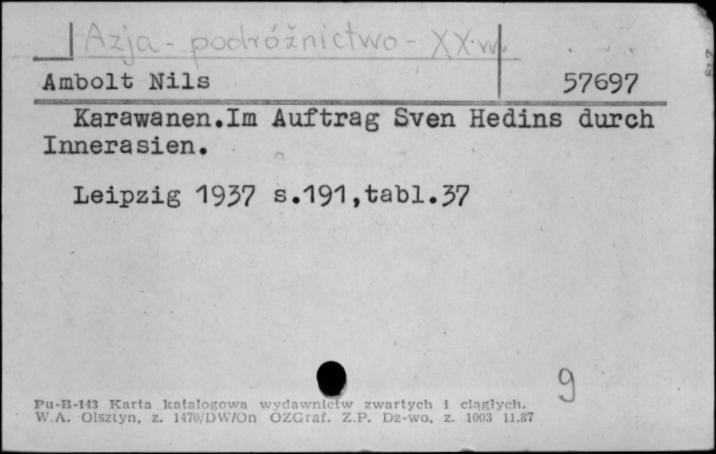 Azja - podróżnictwo - XX w.
Ambolt Nils 57697
Karawanen.Im Auftrag Sven Hedins durch
Innerasien.
Leipzig 1937 s.191,tabl.37
9
Pu-B-143 Karta katalogowa wydawnictw zwartych i ciągłych.
W.A. Olsztyn, z. 1470/DW/On OZGraf. Z.P. Dz-wo, z. 1003 11.87